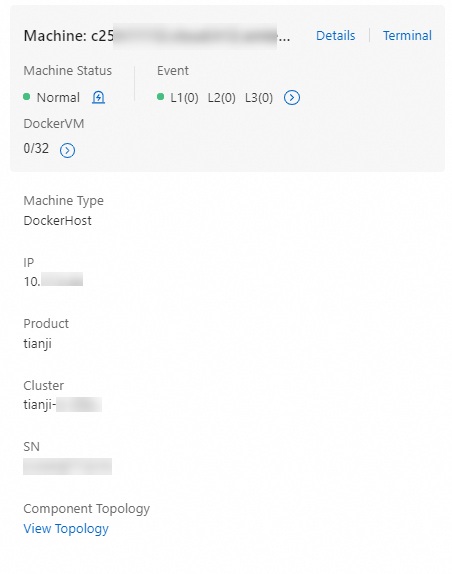 Machine: c25 ... Details Terminal
Machine Status Event
Normal L1(0) L2(0) L3(0)
DockerVM
0/32
Machine Type
DockerHost
IP
10.
Product
tianji
Cluster
tianji-
SN
Component Topology
View Topology